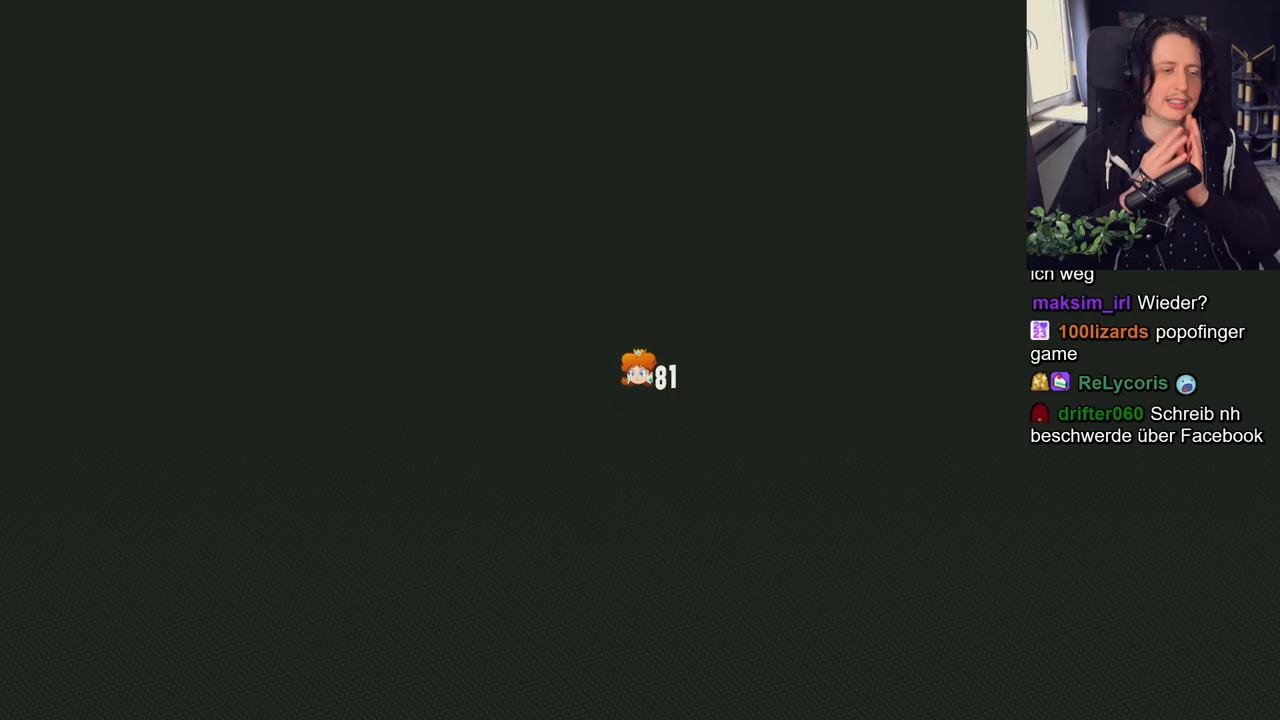 81
ich weg
maksim_irl Wieder?
100lizards popofinger
game
ReLycoris
drifter060 Schreib nh
beschwerde über Facebook